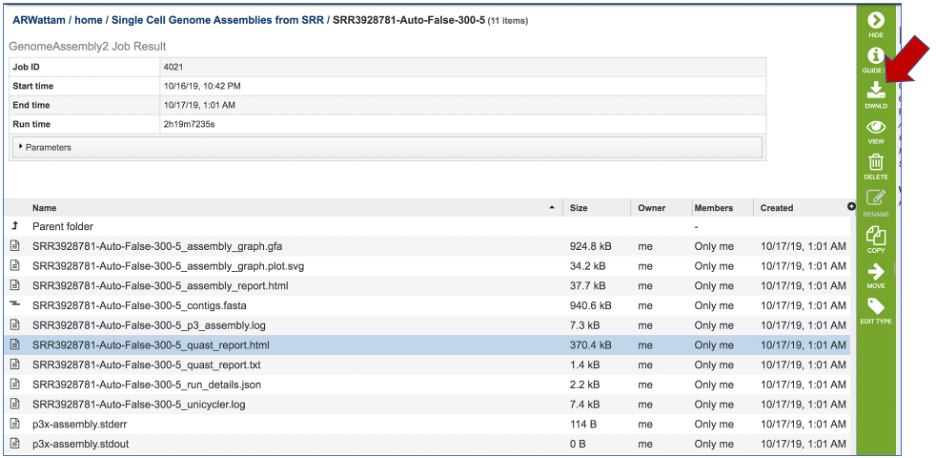 ARWattam / home / Single Cell Genome Assemblies from SRR / SRR3928781-Auto-False-300-5 (11 items)
GenomeAssembly2 Job Result
Job ID 4021
Start time 10/16/19, 10:42 PM
End time 10/17/19, 1:01 AM
Run time 2h19m7235s
Parameters
Name Size Owner Members Created
Parent folder -
SRR3928781-Auto-False-300-5_assembly_graph.gfa 924.8 kB me Only me 10/17/19, 1:01 AM
SRR3928781-Auto-False-300-5_assembly_graph.plot.svg 34.2 kB me Only me 10/17/19, 1:01 AM
SRR3928781-Auto-False-300-5_assembly_report.html 37.7 kB me Only me 10/17/19, 1:01 AM
SRR3928781-Auto-False-300-5_contigs.fasta 940.6 kB me Only me 10/17/19, 1:01 AM
SRR3928781-Auto-False-300-5_p3_assembly.log 7.3 kB me Only me 10/17/19, 1:01 AM
SRR3928781-Auto-False-300-5_quast_report.html 370.4 kB me Only me 10/17/19, 1:01 AM
SRR3928781-Auto-False-300-5_quast_report.txt 1.4 kB me Only me 10/17/19, 1:01 AM
SRR3928781-Auto-False-300-5_run_details.json 2.2 kB me Only me 10/17/19, 1:01 AM
SRR3928781-Auto-False-300-5_unicycler.log 7.4 kB me Only me 10/17/19, 1:01 AM
p3x-assembly.stderr 114 B me Only me 10/17/19, 1:01 AM
p3x-assembly.stdout 0 B me Only me 10/17/19, 1:01 AM
HIDE
GUIDE
DWNLD
VIEW
DELETE
RENAME
COPY
MOVE
EDIT TYPE